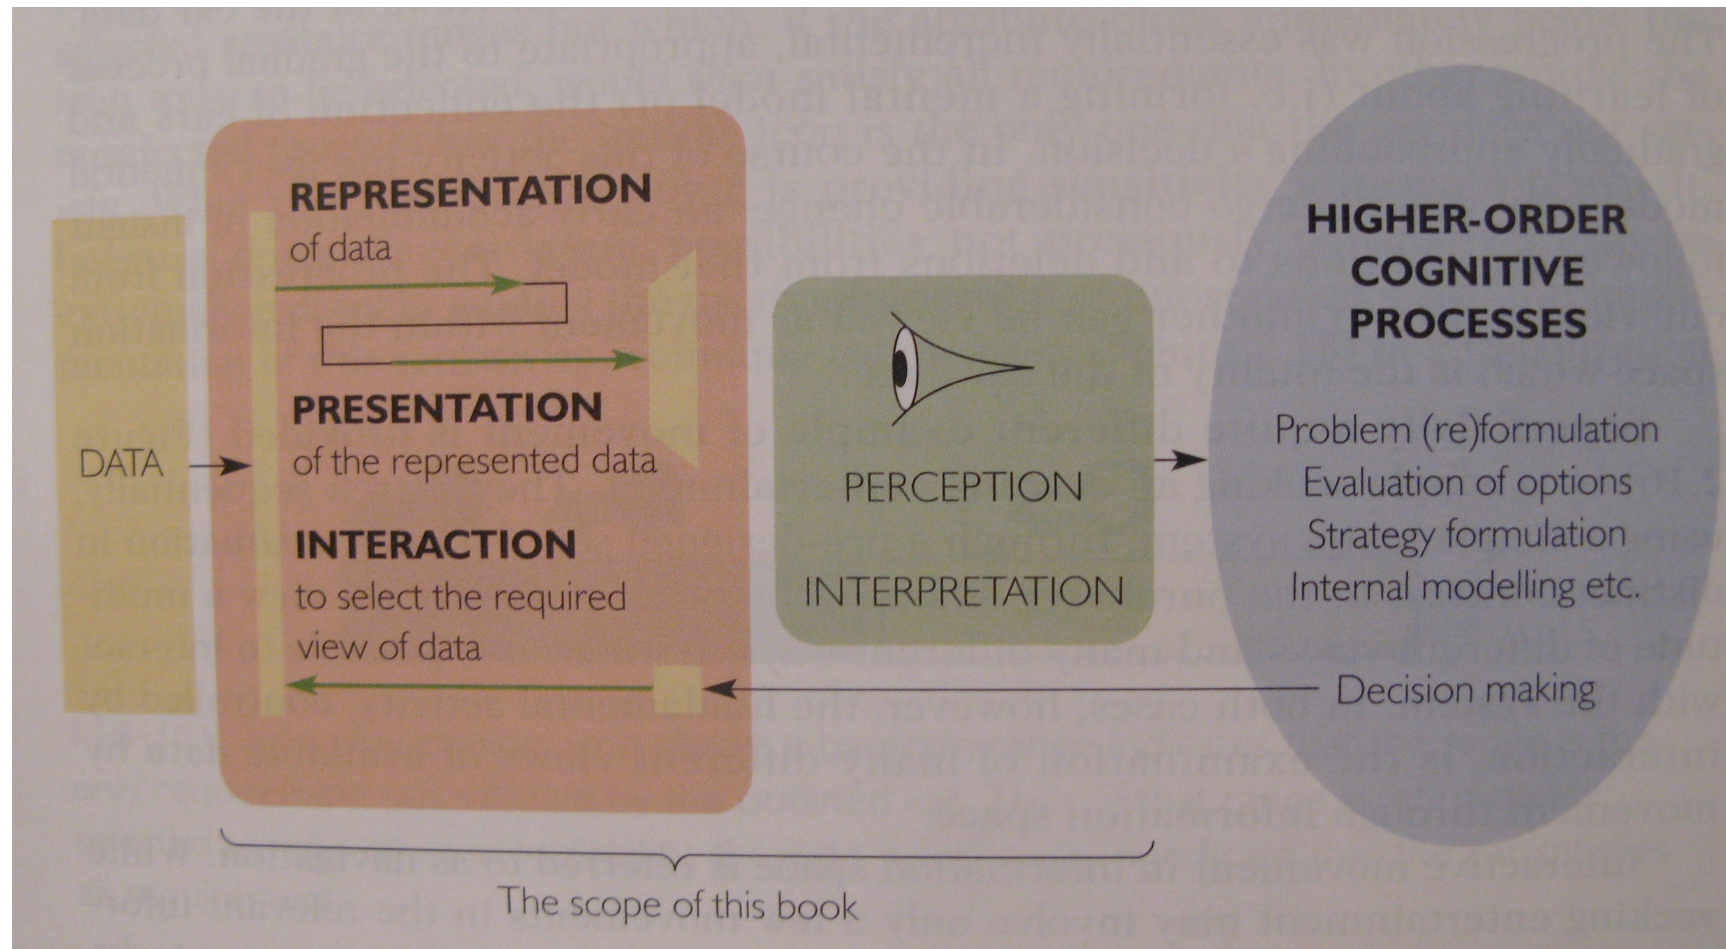 REPRESENTATION
of data
PRESENTATION
of the represented data
INTERACTION
to select the required
view of data
DATA
PERCEPTION
INTERPRETATION
HIGHER-ORDER
COGNITIVE
PROCESSES
Problem (re)formulation
Evaluation of options
Strategy formulation
Internal modelling etc.
Decision making
The scope of this book